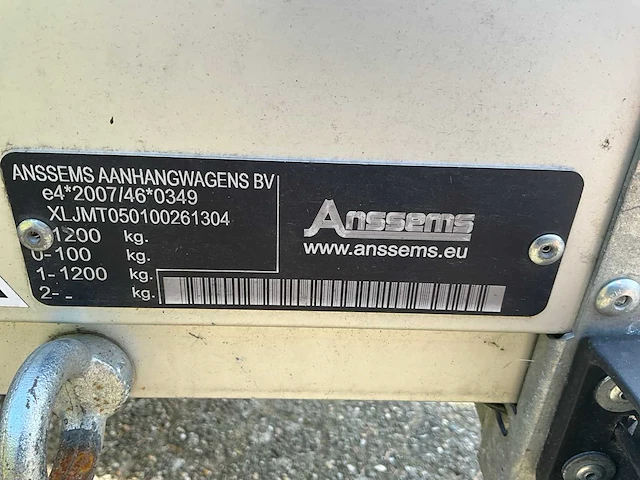 ANSSEMS AANHANGWAGENS BV
e4*2007/46*0349
XLJMT050100261304
1200 kg.
0-100 kg.
1-1200 kg.
2-- kg.
Anssems
www.anssems.eu